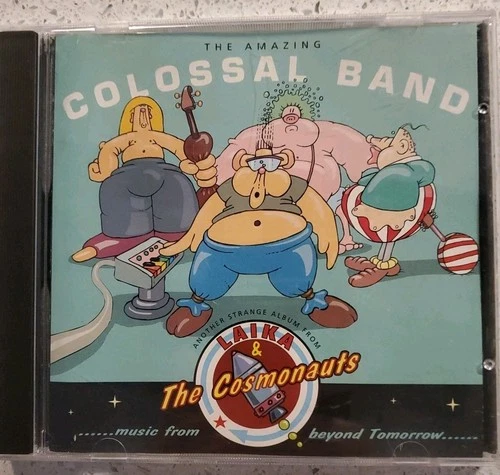 THE AMAZING
COLOSSAL BAND
ANOTHER STRANGE ALBUM FROM
LAIKA
&
The Cosmonauts
.......music from
beyond Tomorrow.......